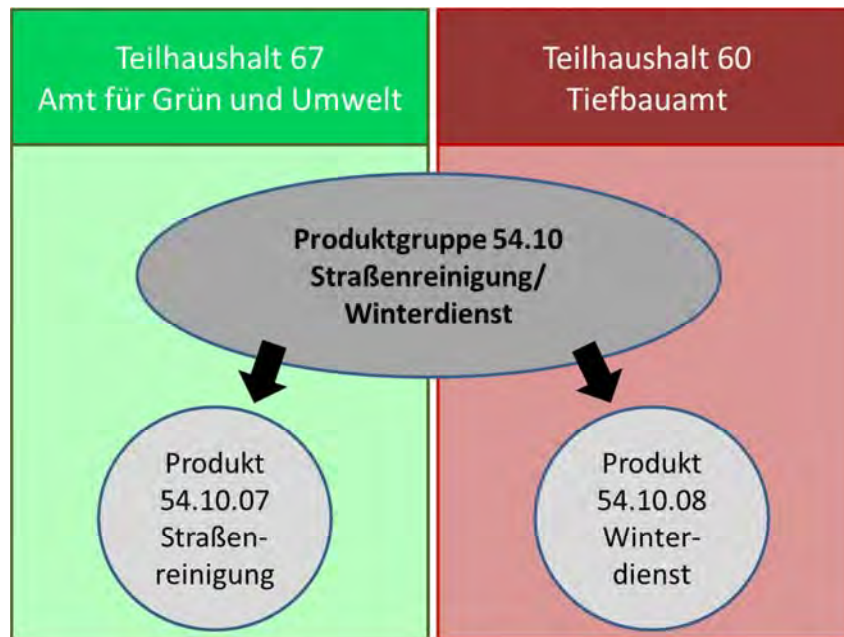 Teilhaushalt 67
Amt für Grün und Umwelt
Teilhaushalt 60
Tiefbauamt
Produktgruppe 54.10
Straßenreinigung/
Winterdienst
Produkt
54.10.07
Straßen-
reinigung
Produkt
54.10.08
Winter-
dienst